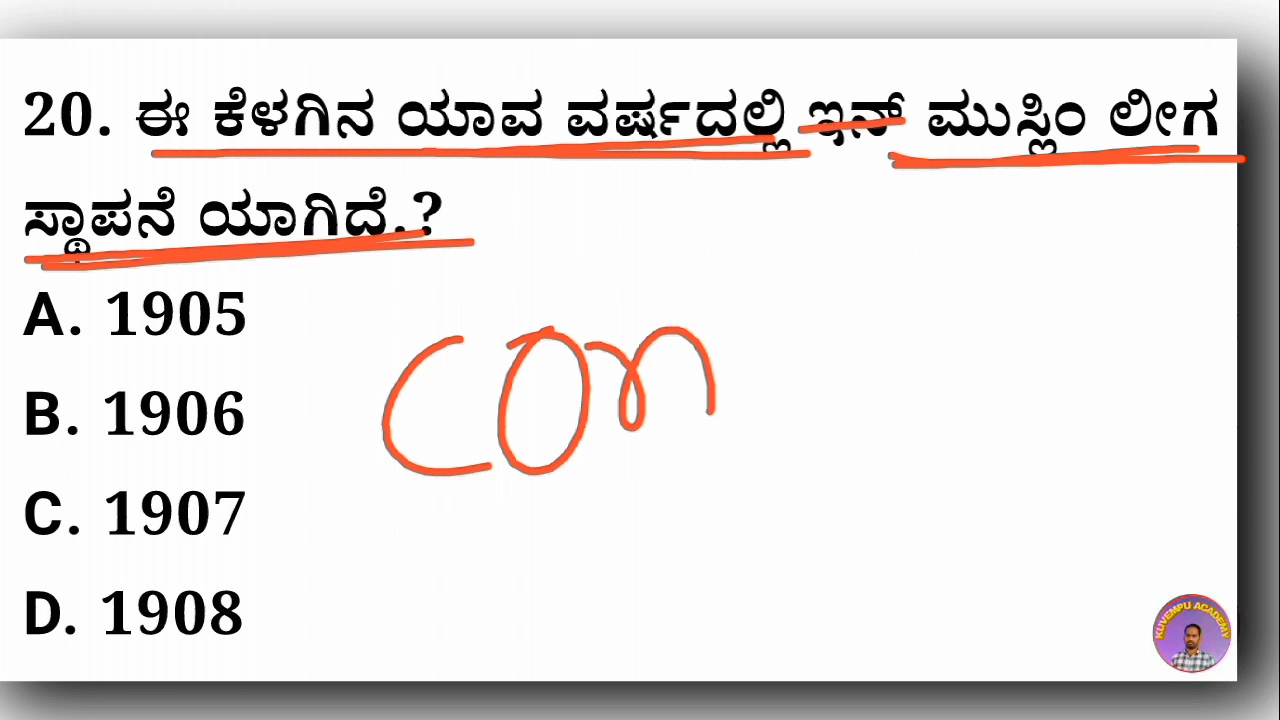 20. ಈ ಕೆಳಗಿನ ಯಾವ ವರ್ಷದಲ್ಲಿ ಇನ್ ಮುಸ್ಲಿಂ ಲೀಗ
ಸ್ಥಾಪನೆ ಯಾಗಿದೆ.?
A. 1905
B. 1906
C. 1907
D. 1908
com
KUVEMPU ACADEMY